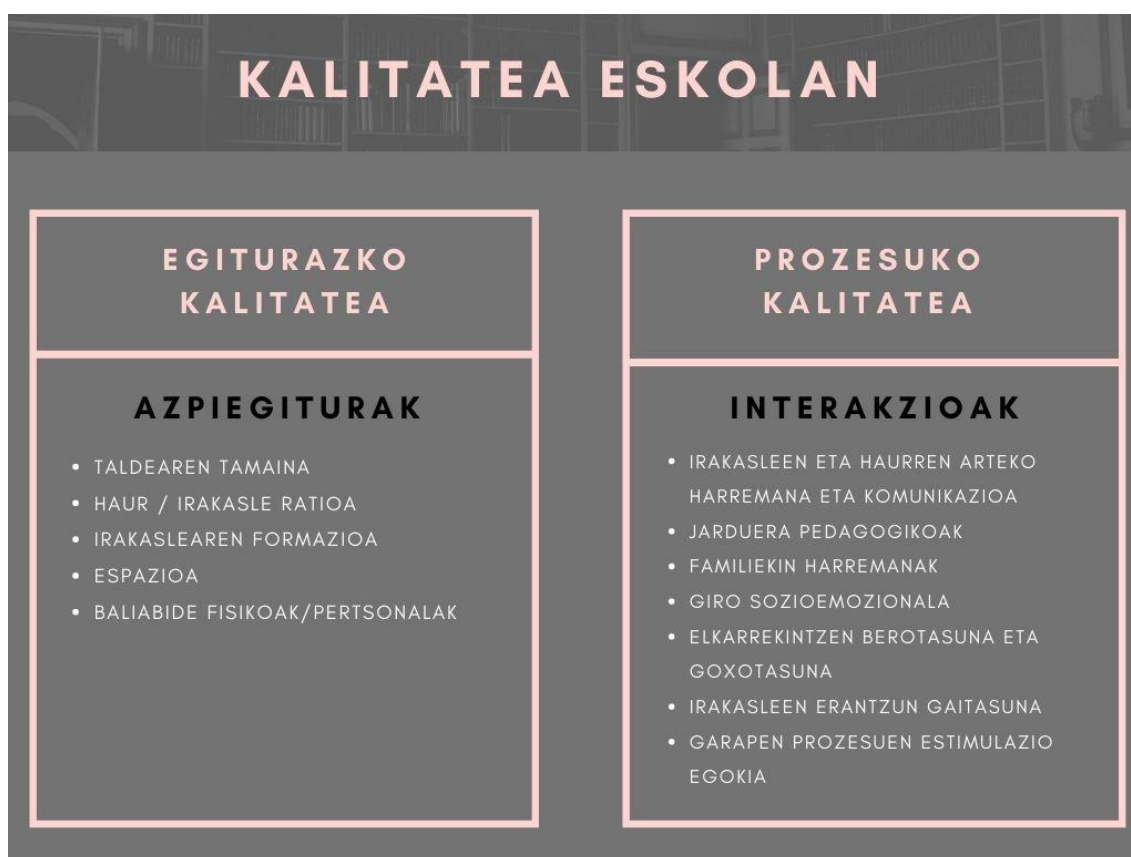 KALITATEA ESKOLAN
EGITURAZKO
KALITATEA
AZPIEGITURAK
• TALDEAREN TAMAINA
• HAUR / IRAKASLE RATIOA
• IRAKASLEAREN FORMAZIOA
• ESPAZIOA
• BALIABIDE FISIKOAK/PERTSONALAK
PROZESUKO
KALITATEA
INTERAKZIOAK
• IRAKASLEEN ETA HAURREN ARTEKO
HARREMANA ETA KOMUNIKAZIOA
• JARDUERA PEDAGOGIKOAK
• FAMILIEKIN HARREMANAK
• GIRO SOZIOEMOZIONALA
• ELKARREKINTZEN BEROTASUNA ETA
GOXOTASUNA
• IRAKASLEEN ERANTZUN GAITASUNA
• GARAPEN PROZESUEN ESTIMULAZIO
EGOKIA